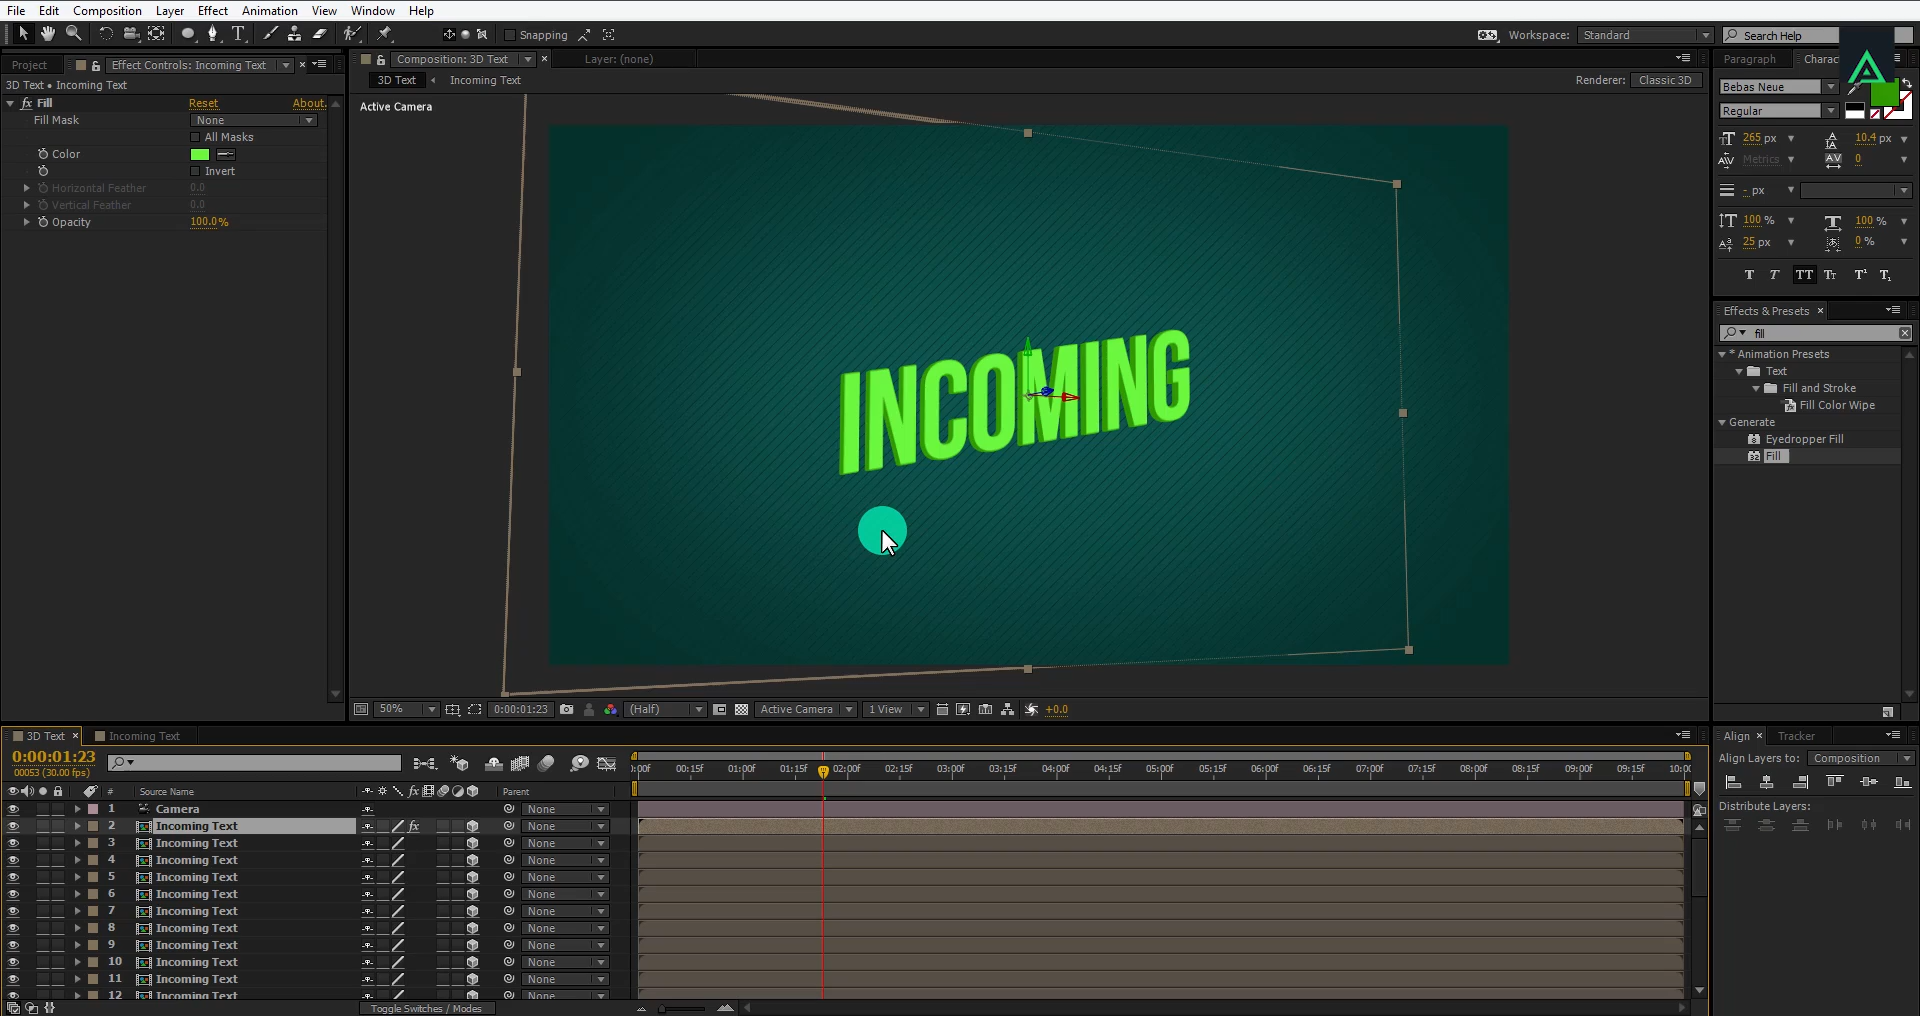 File Edit Composition Layer Effect Animation View Window Help
Snapping
Workspace: Standard
Search Help
Project
Effect Controls: Incoming Text
Composition: 3D Text
Layer: (none)
Paragraph
Charac
3D Text • Incoming Text
3D Text
Incoming Text
Renderer: Classic 3D
Bebas Neue
Regular
fx Fill Reset About.
Fill Mask None
All Masks
Color
Invert
Horizontal Feather 0.0
Vertical Feather 0.0
Opacity 100.0%
Active Camera
INCOMING
265 px 10.4 px
Metrics 0
- px
100 % 100 %
25 px 0 %
T T TT Tt T¹ T₁
Effects & Presets
fill
* Animation Presets
Text
Fill and Stroke
Fill Color Wipe
Generate
Eyedropper Fill
Fill
50% 0:00:01:23 (Half) Active Camera 1 View +0.0
3D Text
Incoming Text
Align
Tracker
0:00:01:23
00053 (30.00 fps)
Align Layers to: Composition
Distribute Layers:
:00f 00:15f 01:00f 01:15f 02:00f 02:15f 03:00f 03:15f 04:00f 04:15f 05:00f 05:15f 06:00f 06:15f 07:00f 07:15f 08:00f 08:15f 09:00f 09:15f 10:00
# Source Name fx Parent
1 Camera None
2 Incoming Text fx None
3 Incoming Text None
4 Incoming Text None
5 Incoming Text None
6 Incoming Text None
7 Incoming Text None
8 Incoming Text None
9 Incoming Text None
10 Incoming Text None
11 Incoming Text None
12 Incoming Text None
Toggle Switches / Modes